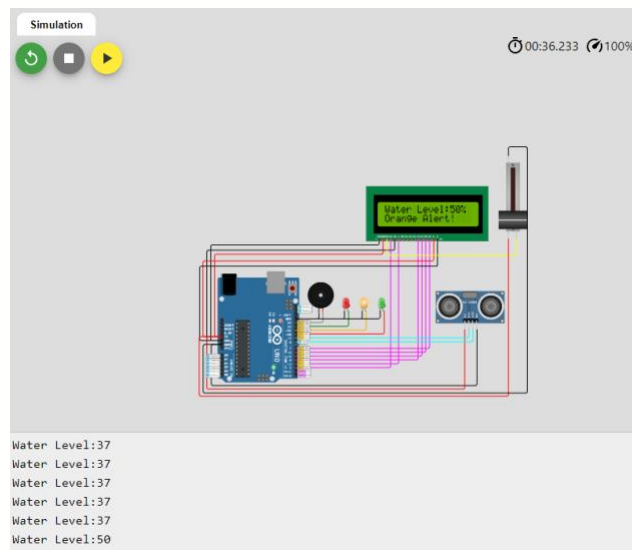 Simulation
00:36.233 100%
Water Level:50%
Orange Alert!
UNO
Water Level:37
Water Level:37
Water Level:37
Water Level:37
Water Level:37
Water Level:50